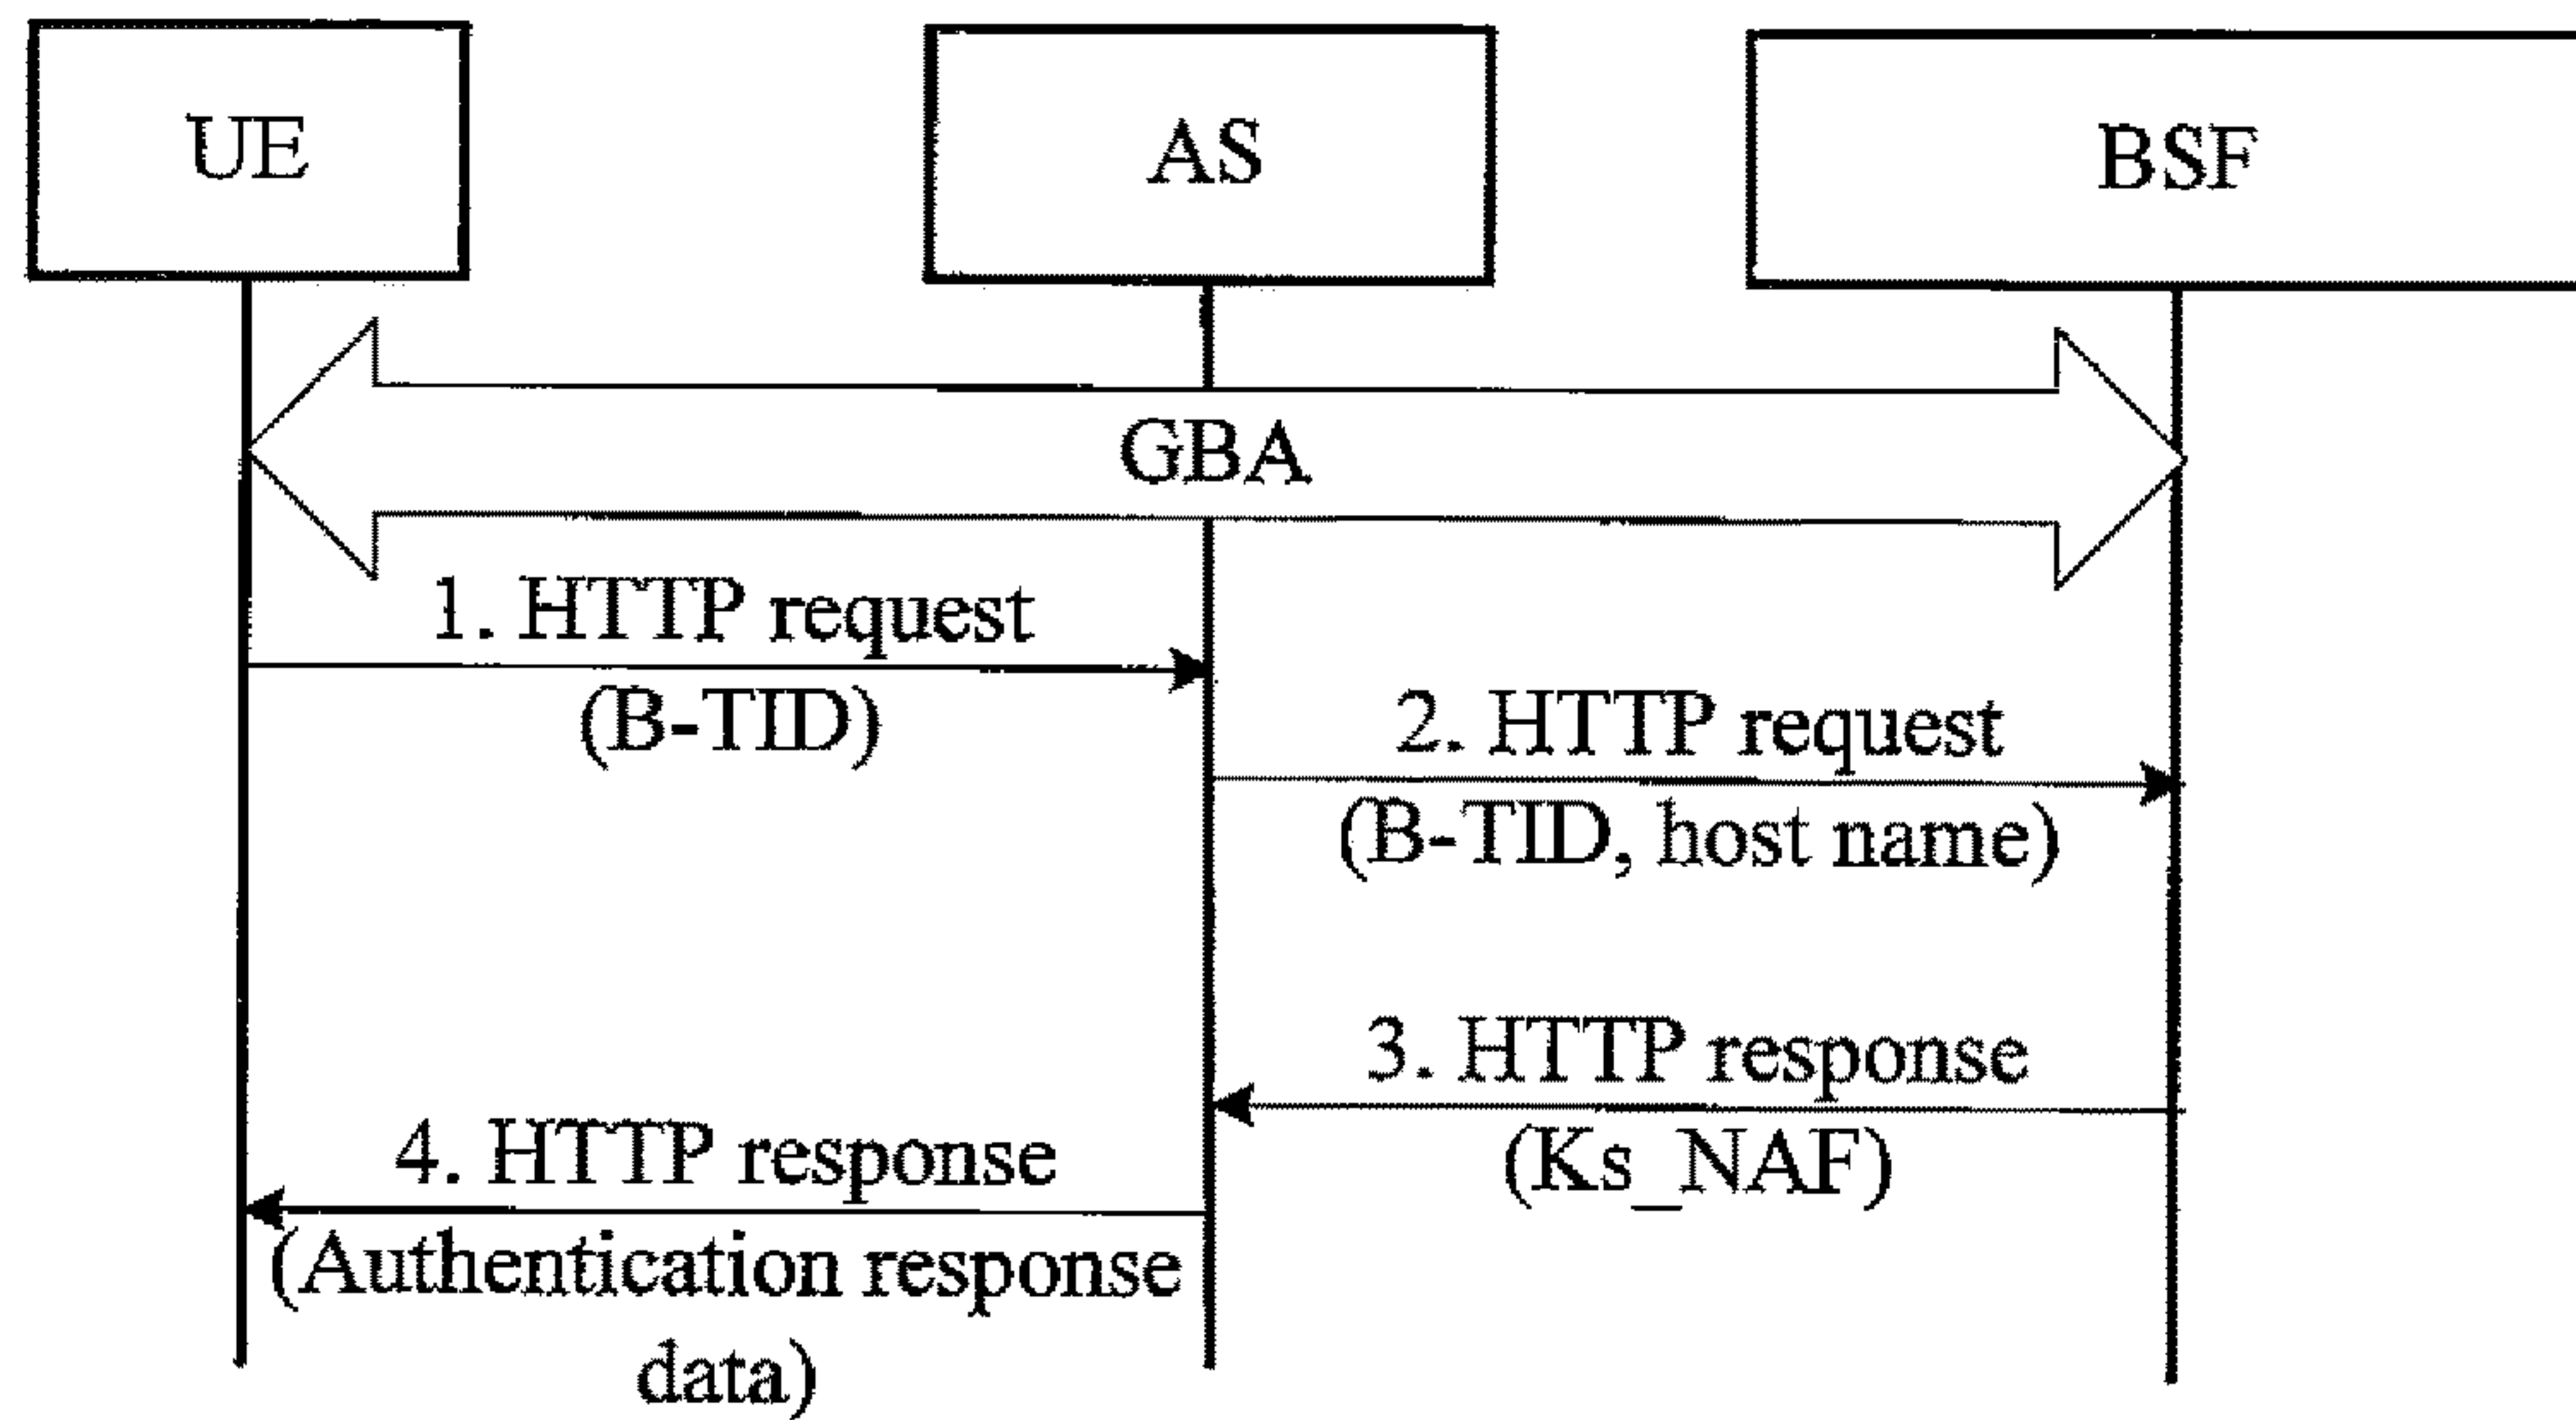 UE
AS
BSF
GBA
1. HTTP request
(B-TID)
2. HTTP request
(B-TID, host name)
3. HTTP response
(Ks_NAF)
4. HTTP response
(Authentication response
data)